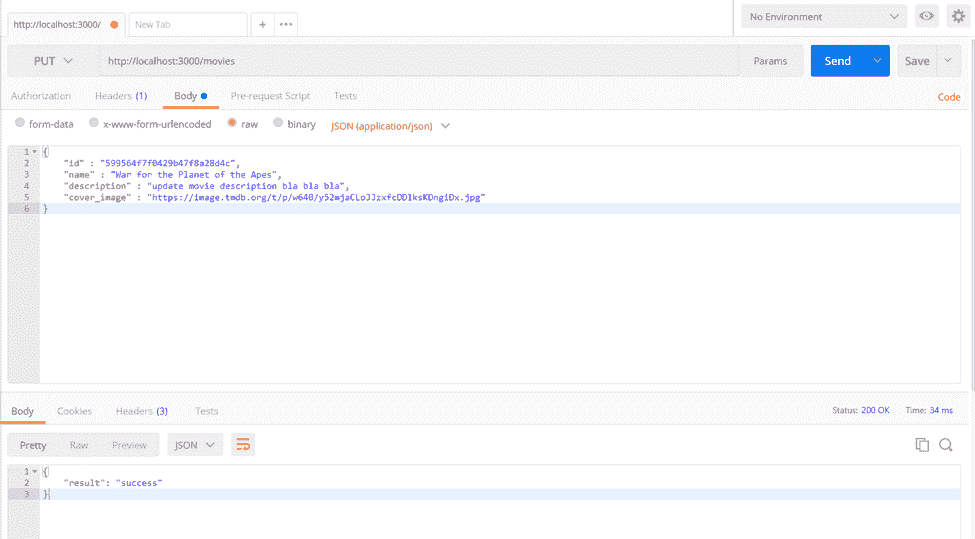 http://localhost:3000/ New Tab + ••• No Environment
PUT http://localhost:3000/movies Params Send Save
Authorization Headers (1) Body Pre-request Script Tests Code
form-data x-www-form-urlencoded raw binary JSON (application/json)
1 {
2 "id" : "599564f7f0429b47f8a28d4c",
3 "name" : "War for the Planet of the Apes",
4 "description" : "update movie description bla bla bla",
5 "cover_image" : "https://image.tmdb.org/t/p/w640/y52mjaCLoJJzxfcDDlksKDngiDx.jpg"
6 }
Body Cookies Headers (3) Tests Status: 200 OK Time: 34 ms
Pretty Raw Preview JSON
1 {
2 "result": "success"
3 }